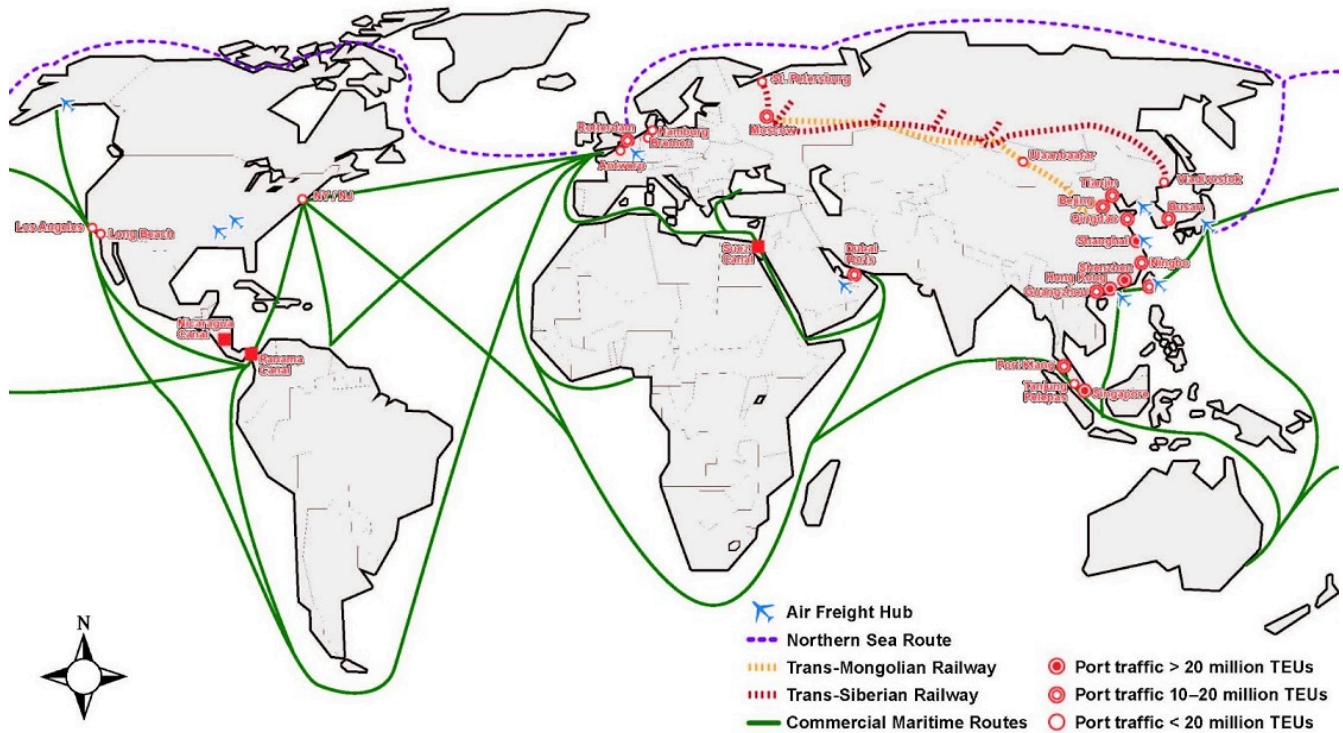 St. Petersburg
Rotterdam
Hamburg
Bremen
Moscow
Antwerp
Ulaanbaatar
Vladivostok
Tianjin
NY / NJ
Bejing
Busan
Qingdao
Los Angeles
Long Beach
Shanghai
Suez
Canal
Dubai
Ports
Ningbo
Shenzhen
Hong Kong
Guangzhou
Nicaragua
Canal
Panama
Canal
Port Klang
Tanjung
Pelepas
Singapore
N
Air Freight Hub
Northern Sea Route
Trans-Mongolian Railway
Trans-Siberian Railway
Commercial Maritime Routes
Port traffic > 20 million TEUs
Port traffic 10–20 million TEUs
Port traffic < 20 million TEUs